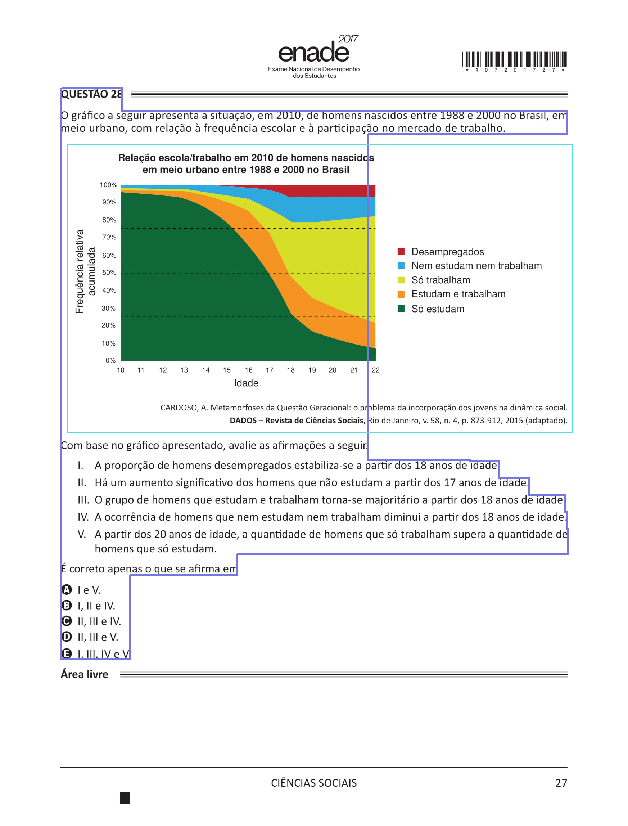 2017
enade
Exame Nacional de Desempenho
dos Estudantes
*R07201727*
QUESTÃO 28
O gráfico a seguir apresenta a situação, em 2010, de homens nascidos entre 1988 e 2000 no Brasil, em
meio urbano, com relação à frequência escolar e à participação no mercado de trabalho.
Relação escola/trabalho em 2010 de homens nascidos
em meio urbano entre 1988 e 2000 no Brasil
Frequência relativa
acumulada
100%
90%
80%
70%
60%
50%
40%
30%
20%
10%
0%
10 11 12 13 14 15 16 17 18 19 20 21 22
Idade
Desempregados
Nem estudam nem trabalham
Só trabalham
Estudam e trabalham
Só estudam
CARDOSO, A. Metamorfoses da Questão Geracional: o problema da incorporação dos jovens na dinâmica social.
DADOS – Revista de Ciências Sociais, Rio de Janeiro, v. 58, n. 4, p. 873-912, 2015 (adaptado).
Com base no gráfico apresentado, avalie as afirmações a seguir.
I. A proporção de homens desempregados estabiliza-se a partir dos 18 anos de idade.
II. Há um aumento significativo dos homens que não estudam a partir dos 17 anos de idade.
III. O grupo de homens que estudam e trabalham torna-se majoritário a partir dos 18 anos de idade.
IV. A ocorrência de homens que nem estudam nem trabalham diminui a partir dos 18 anos de idade.
V. A partir dos 20 anos de idade, a quantidade de homens que só trabalham supera a quantidade de
homens que só estudam.
É correto apenas o que se afirma em
A I e V.
B I, II e IV.
C II, III e IV.
D II, III e V.
E I, III, IV e V.
Área livre
CIÊNCIAS SOCIAIS
27